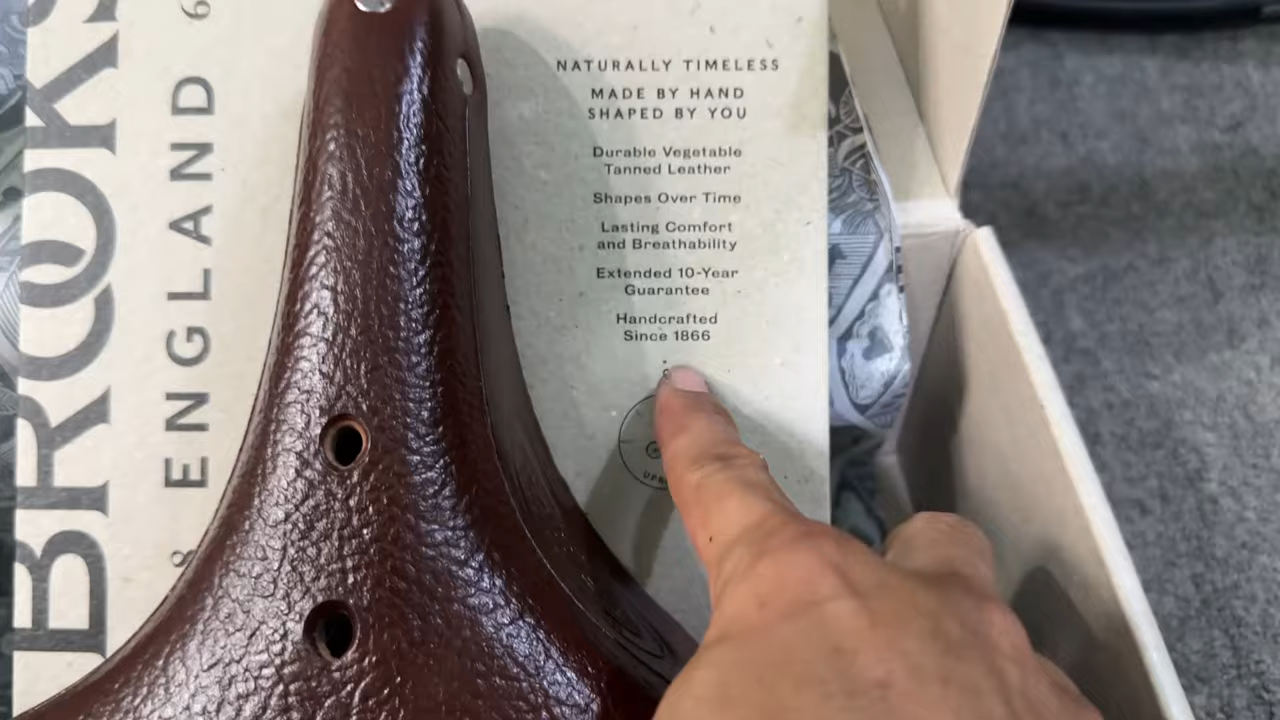 BROOKS
ENGLAND
NATURALLY TIMELESS
MADE BY HAND
SHAPED BY YOU
Durable Vegetable
Tanned Leather
Shapes Over Time
Lasting Comfort
and Breathability
Extended 10-Year
Guarantee
Handcrafted
Since 1866